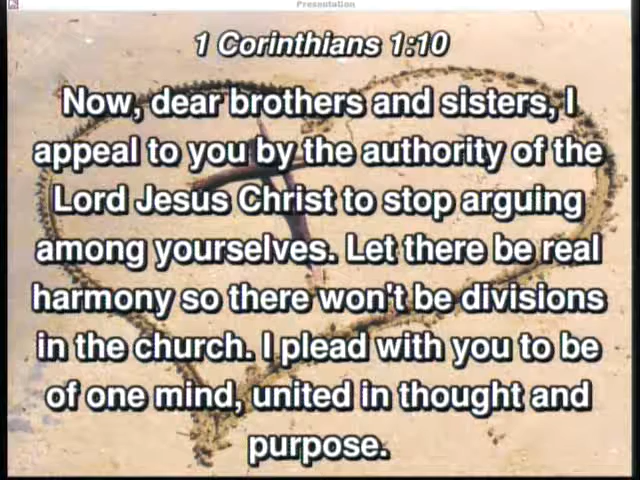 Presentation
1 Corinthians 1:10
Now, dear brothers and sisters, I
appeal to you by the authority of the
Lord Jesus Christ to stop arguing
among yourselves. Let there be real
harmony so there won't be divisions
in the church. I plead with you to be
of one mind, united in thought and
purpose.